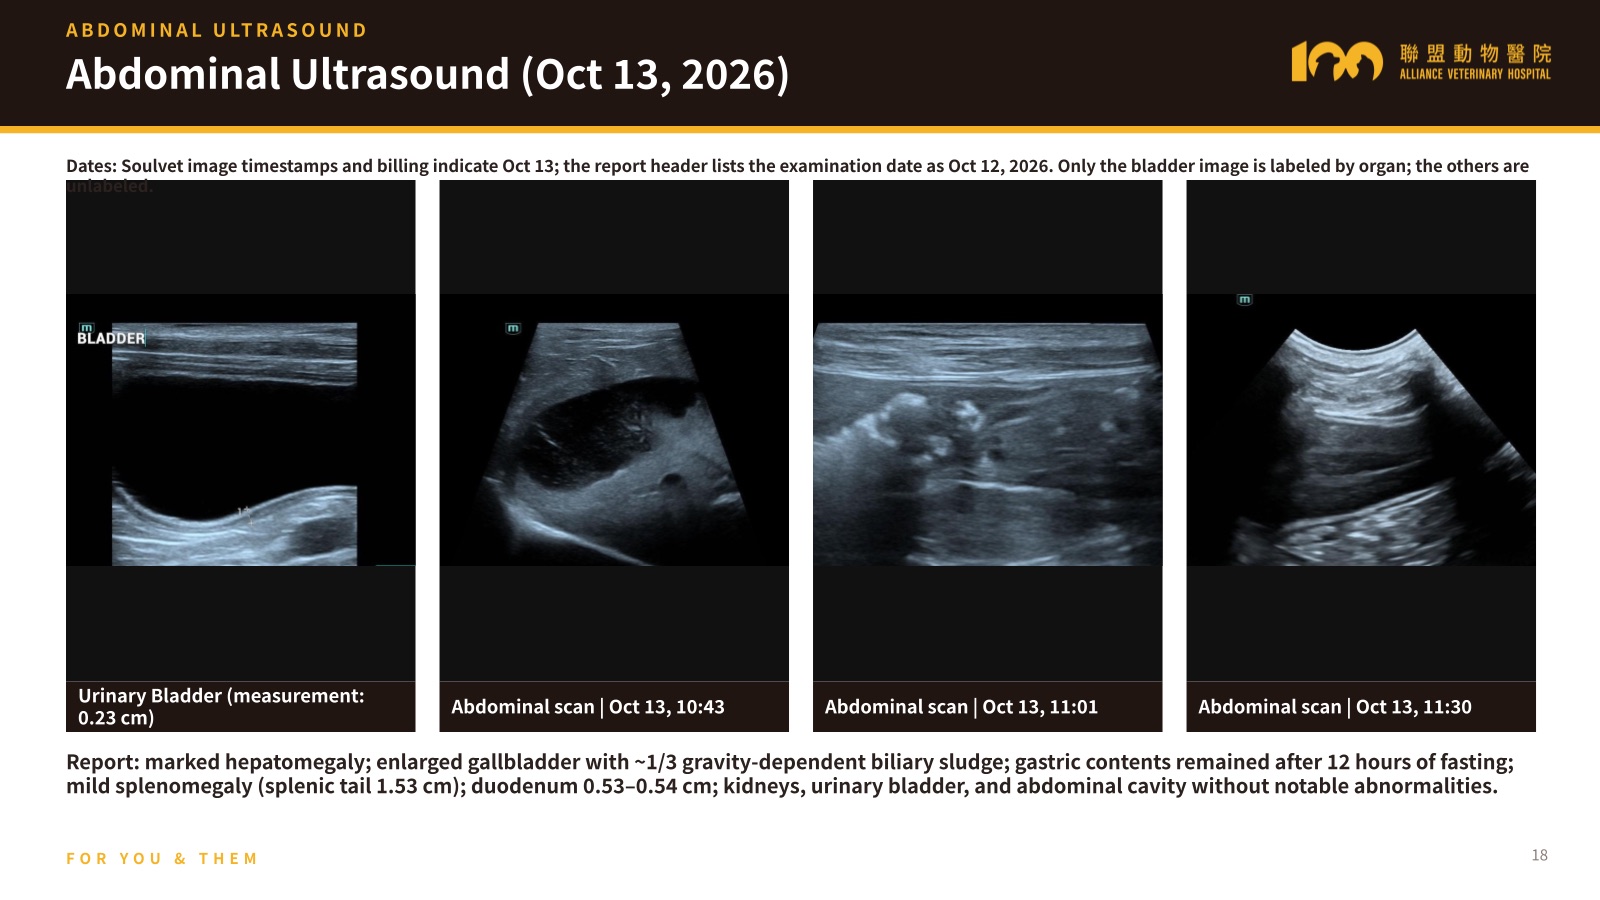 ABDOMINAL ULTRASOUND
Abdominal Ultrasound (Oct 13, 2026)
聯盟動物醫院
ALLIANCE VETERINARY HOSPITAL
Dates: Soulvet image timestamps and billing indicate Oct 13; the report header lists the examination date as Oct 12, 2026. Only the bladder image is labeled by organ; the others are
unlabeled.
m
BLADDER
m
m
Urinary Bladder (measurement:
0.23 cm)
Abdominal scan | Oct 13, 10:43
Abdominal scan | Oct 13, 11:01
Abdominal scan | Oct 13, 11:30
Report: marked hepatomegaly; enlarged gallbladder with ~1/3 gravity-dependent biliary sludge; gastric contents remained after 12 hours of fasting;
mild splenomegaly (splenic tail 1.53 cm); duodenum 0.53–0.54 cm; kidneys, urinary bladder, and abdominal cavity without notable abnormalities.
FOR YOU & THEM
18